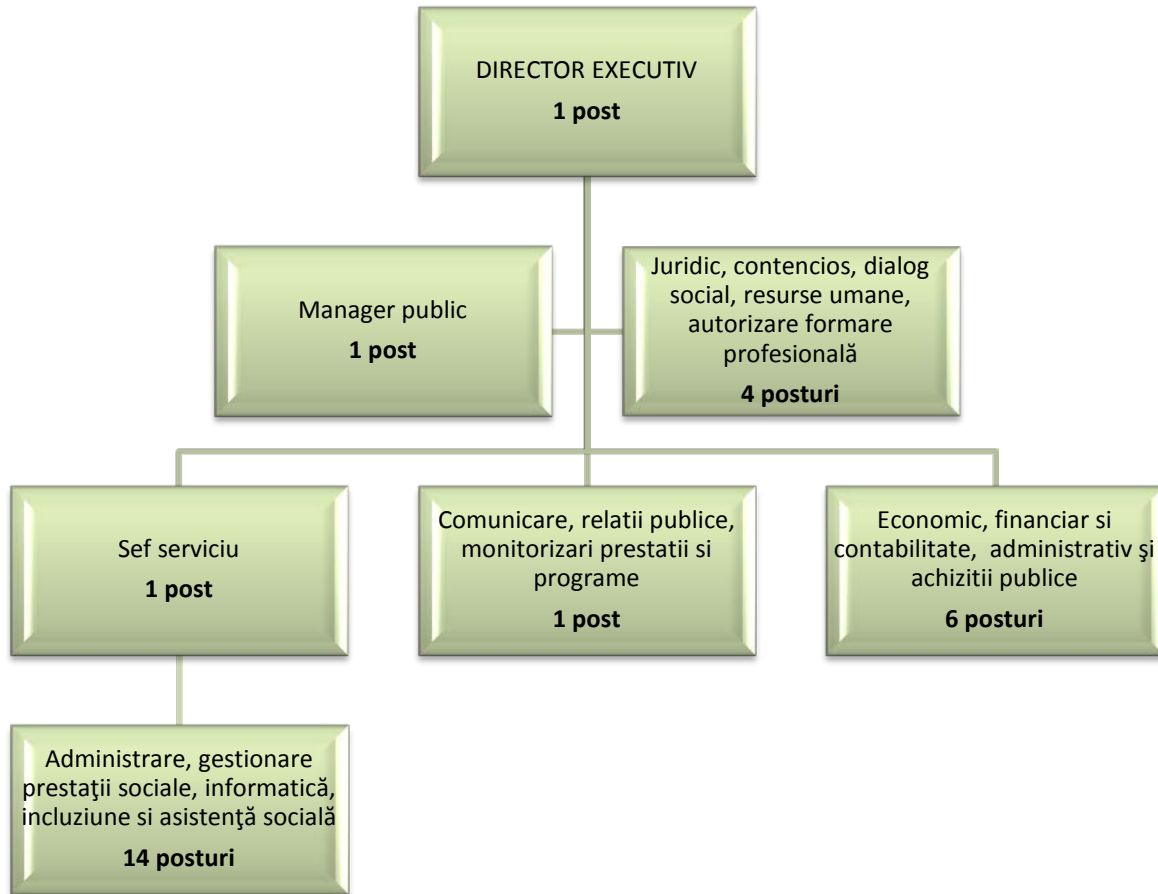 DIRECTOR EXECUTIV
1 post
Manager public
1 post
Juridic, contencios, dialog
social, resurse umane,
autorizare formare
profesională
4 posturi
Sef serviciu
1 post
Comunicare, relatii publice,
monitorizari prestatii si
programe
1 post
Economic, financiar si
contabilitate, administrativ şi
achizitii publice
6 posturi
Administrare, gestionare
prestaţii sociale, informatică,
incluziune si asistenţă socială
14 posturi